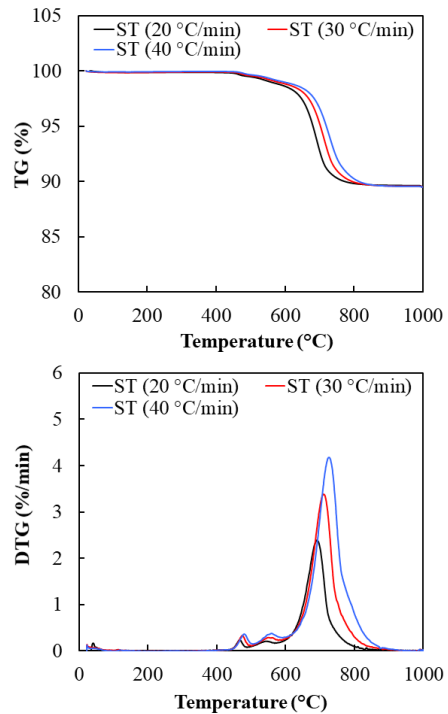 105
100
95
90
85
80
TG (%)
ST (20 °C/min)
ST (30 °C/min)
ST (40 °C/min)
0
200
400
600
800
1000
Temperature (°C)
6
5
4
3
2
1
0
DTG (%/min)
ST (20 °C/min)
ST (30 °C/min)
ST (40 °C/min)
0
200
400
600
800
1000
Temperature (°C)